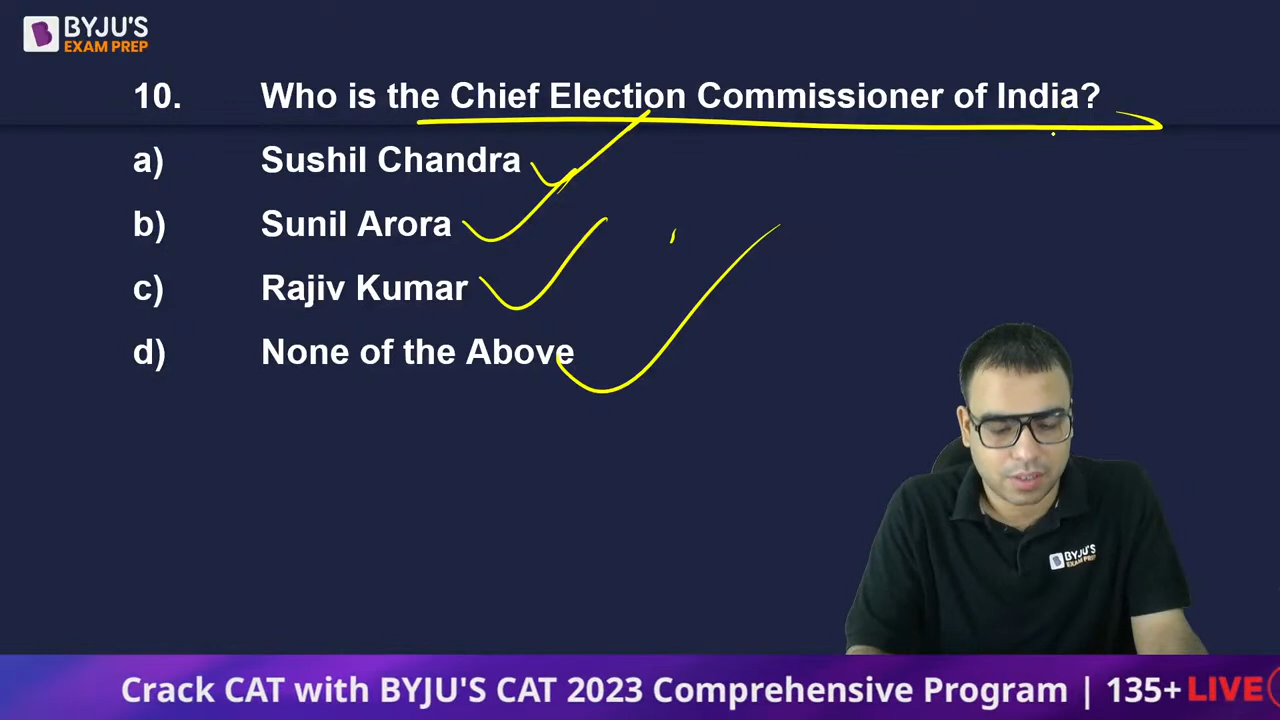 BYJU'S
EXAM PREP
10. Who is the Chief Election Commissioner of India?
a) Sushil Chandra
b) Sunil Arora
c) Rajiv Kumar
d) None of the Above
BYJU'S
EXAM PREP
Crack CAT with BYJU'S CAT 2023 Comprehensive Program | 135+ LIVE